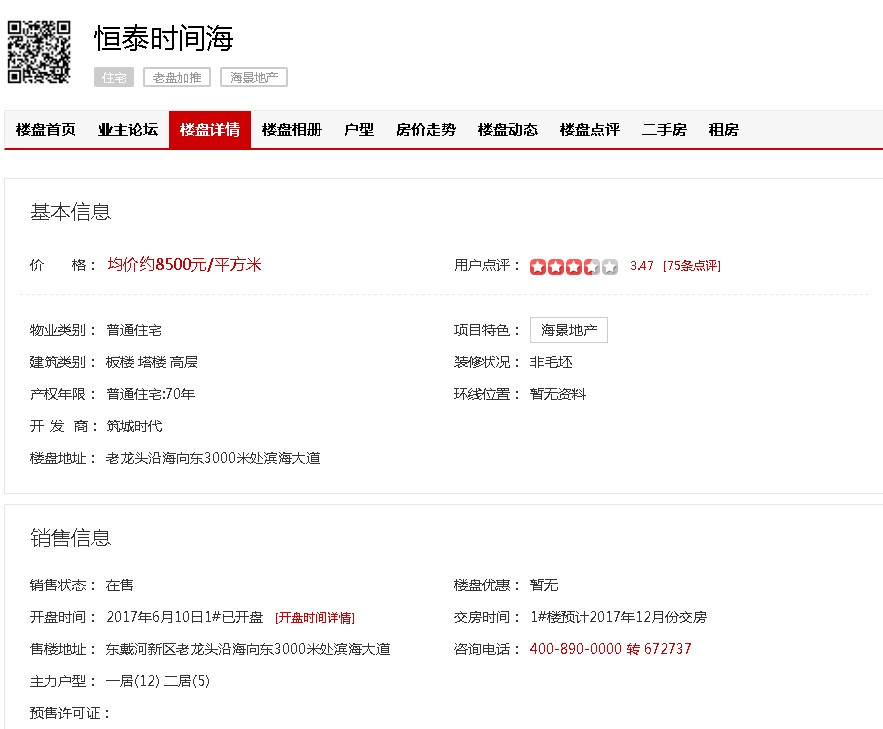 恒泰时间海
住宅 老盘加推 海景地产
楼盘首页 业主论坛 楼盘详情 楼盘相册 户型 房价走势 楼盘动态 楼盘点评 二手房 租房
基本信息
价 格： 均价约8500元/平方米 用户点评： 3.47 [75条点评]
物业类别： 普通住宅 项目特色： 海景地产
建筑类别： 板楼 塔楼 高层 装修状况： 非毛坯
产权年限： 普通住宅:70年 环线位置： 暂无资料
开 发 商： 筑城时代
楼盘地址： 老龙头沿海向东3000米处滨海大道
销售信息
销售状态： 在售 楼盘优惠： 暂无
开盘时间： 2017年6月10日1#已开盘 [开盘时间详情] 交房时间： 1#楼预计2017年12月份交房
售楼地址： 东戴河新区老龙头沿海向东3000米处滨海大道 咨询电话： 400-890-0000 转 672737
主力户型： 一居(12) 二居(5)
预售许可证：